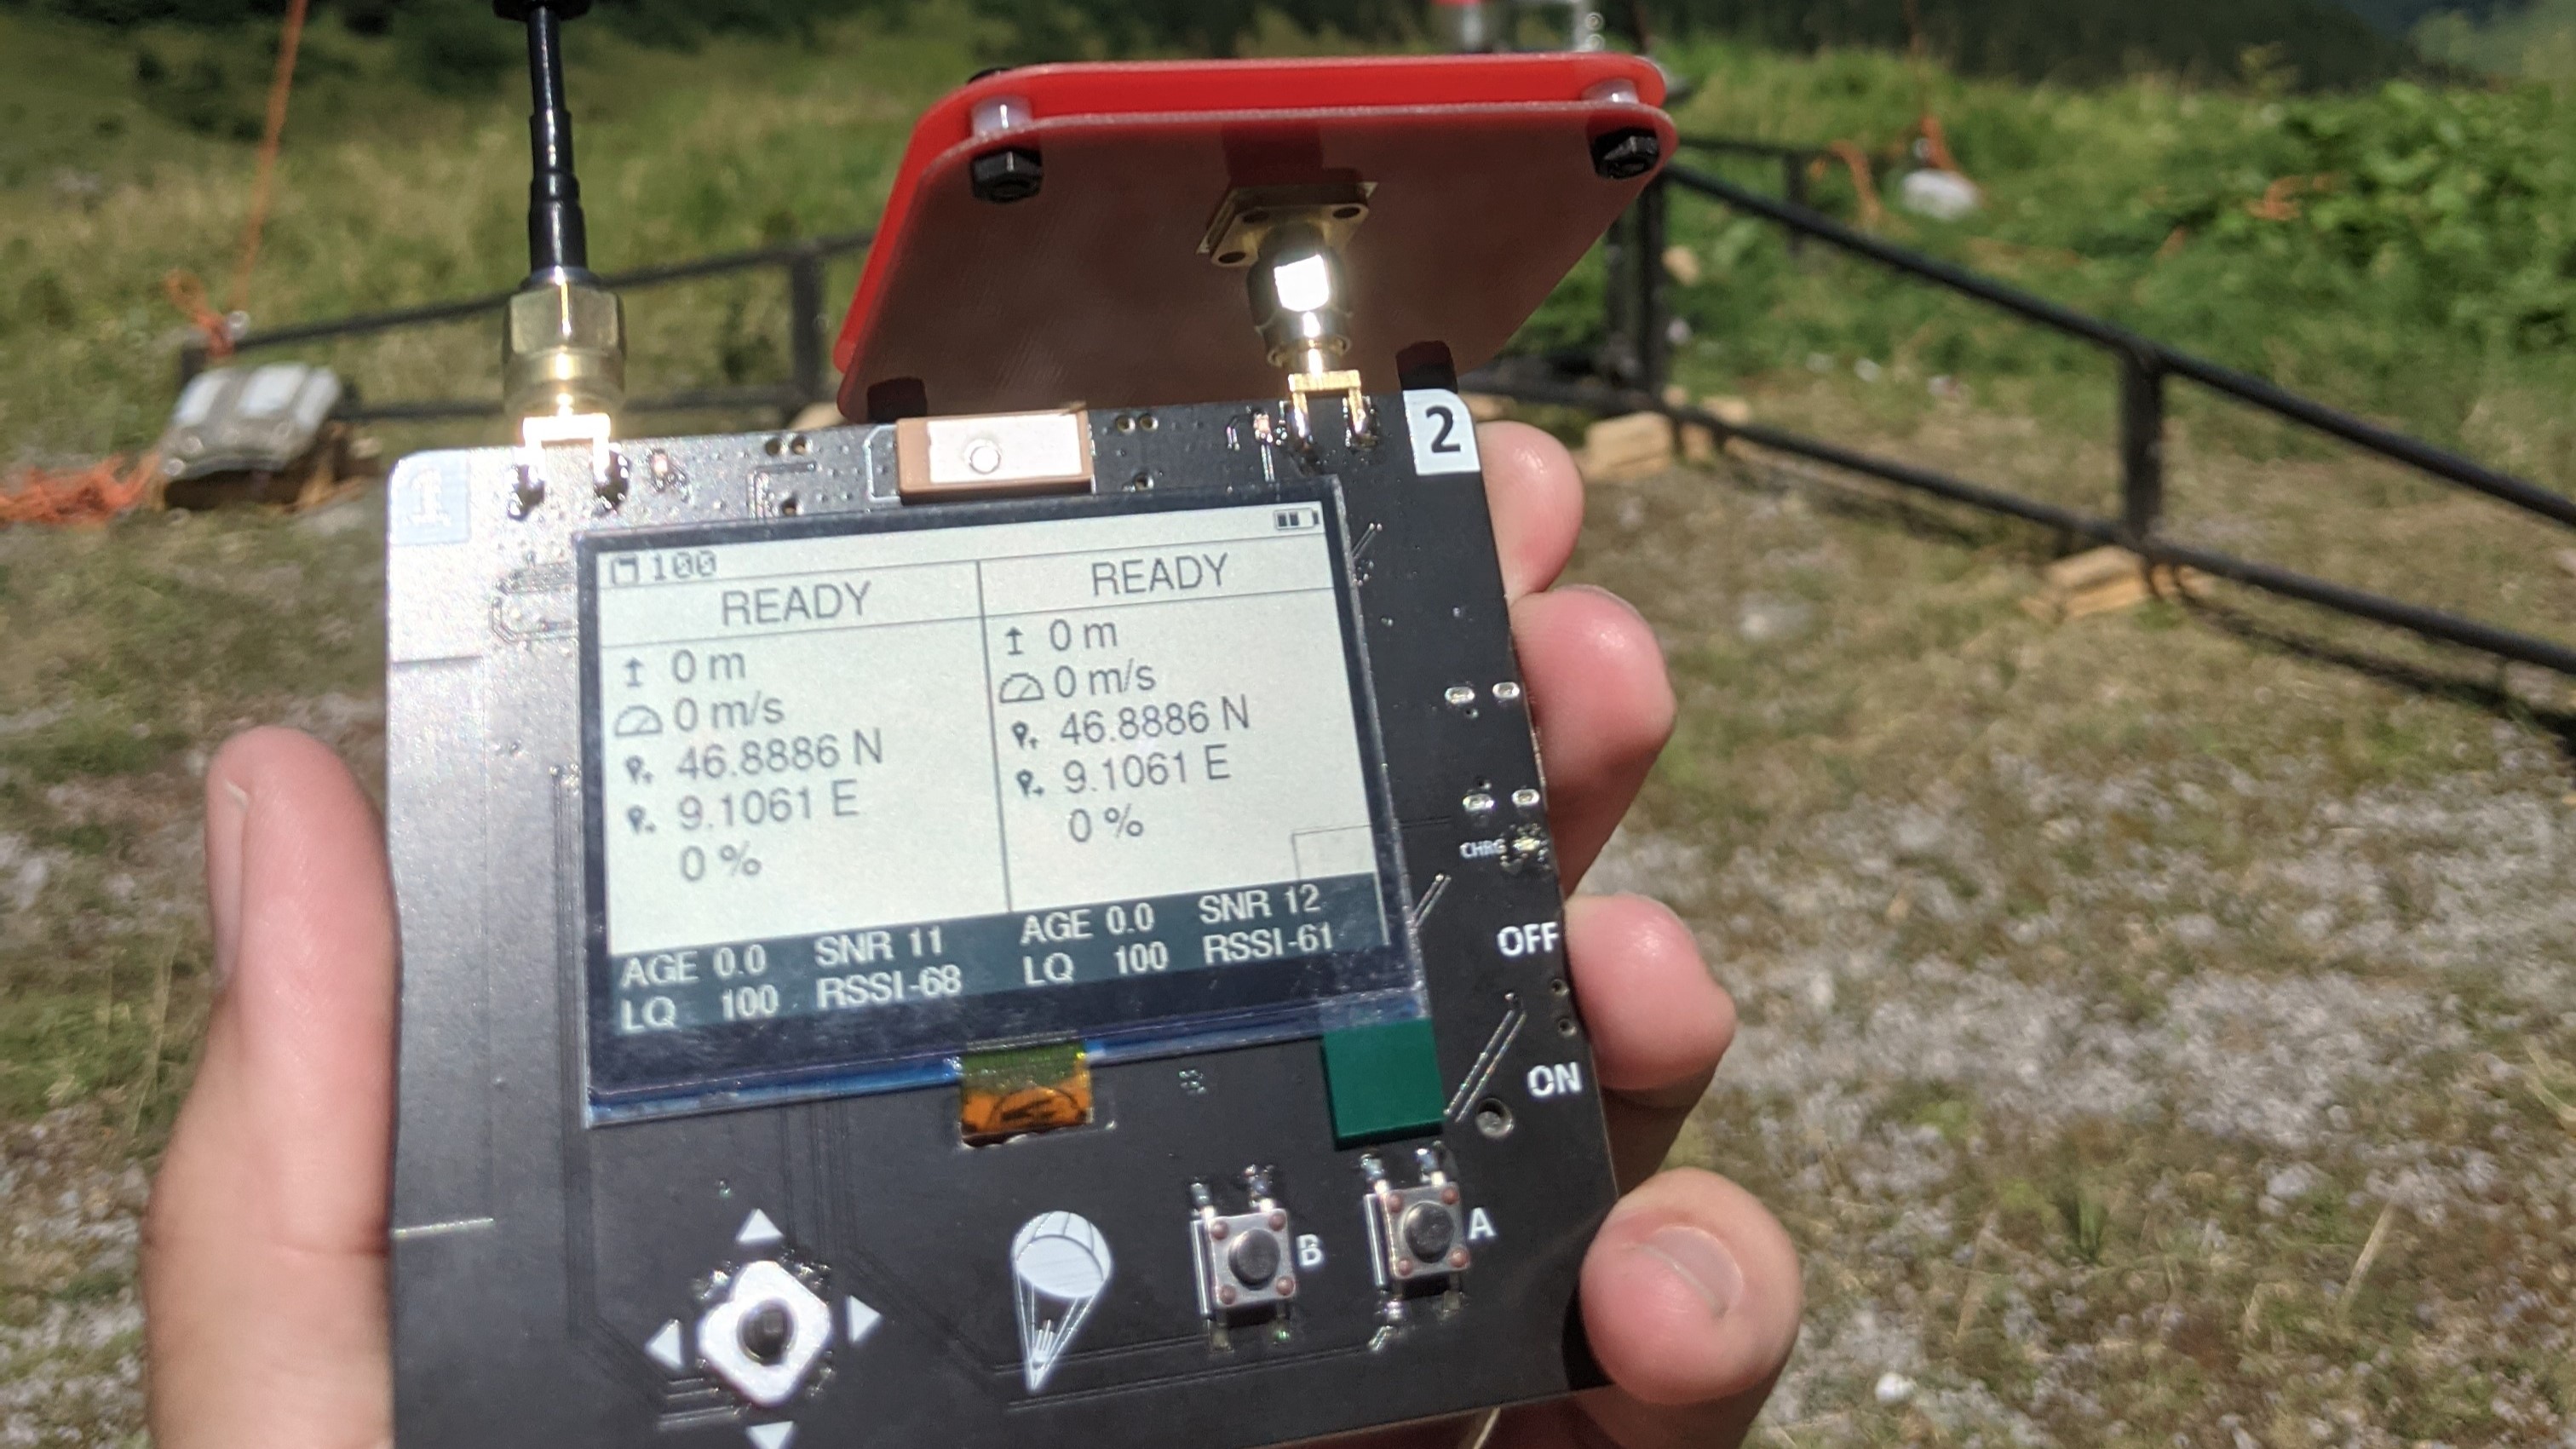 1
2
100
READY
0 m
0 m/s
46.8886 N
9.1061 E
0 %
AGE 0.0 SNR 11
LQ 100 RSSI-68
READY
0 m
0 m/s
46.8886 N
9.1061 E
0 %
AGE 0.0 SNR 12
LQ 100 RSSI-61
CHRG
OFF
ON
B
A